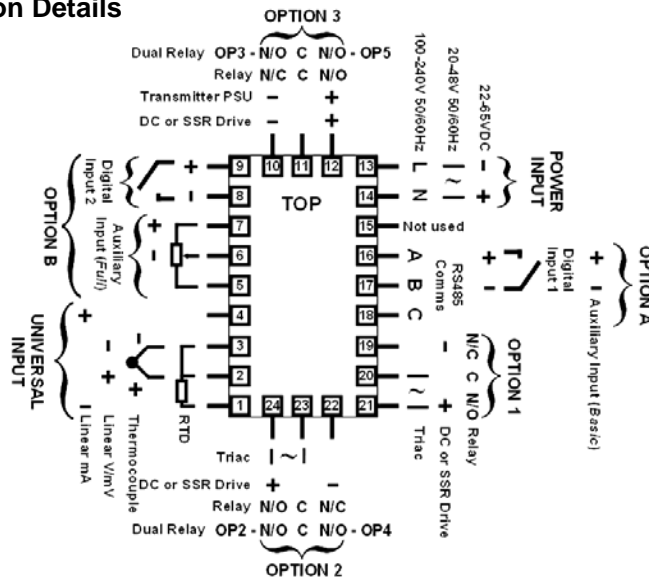 on Details
OPTION 3
Dual Relay OP3 - N/O C N/O - OP5
Relay N/C C N/O
Transmitter PSU − +
DC or SSR Drive − +
100-240V 50/60Hz
20-48V 50/60Hz
22-65VDC
POWER
INPUT
L ~ −
N +
9 10 11 12 13
8 14
7 15
6 16
5 17
4 18
3 19
2 20
1 24 23 22 21
TOP
Digital
Input 2
+
−
OPTION B
Auxiliary
Input (Full)
+
−
UNIVERSAL
INPUT
+
−
−
+
+
− Linear mA
Linear V/mV
Thermocouple
RTD
Not used
A
B
C
RS485
Comms
+
−
Digital
Input 1
+
−
Auxiliary Input (Basic)
OPTION A
OPTION 1
N/C C N/O Relay
− + DC or SSR Drive
~ Triac
Triac ~
DC or SSR Drive + −
Relay N/O C N/C
Dual Relay OP2 - N/O C N/O - OP4
OPTION 2